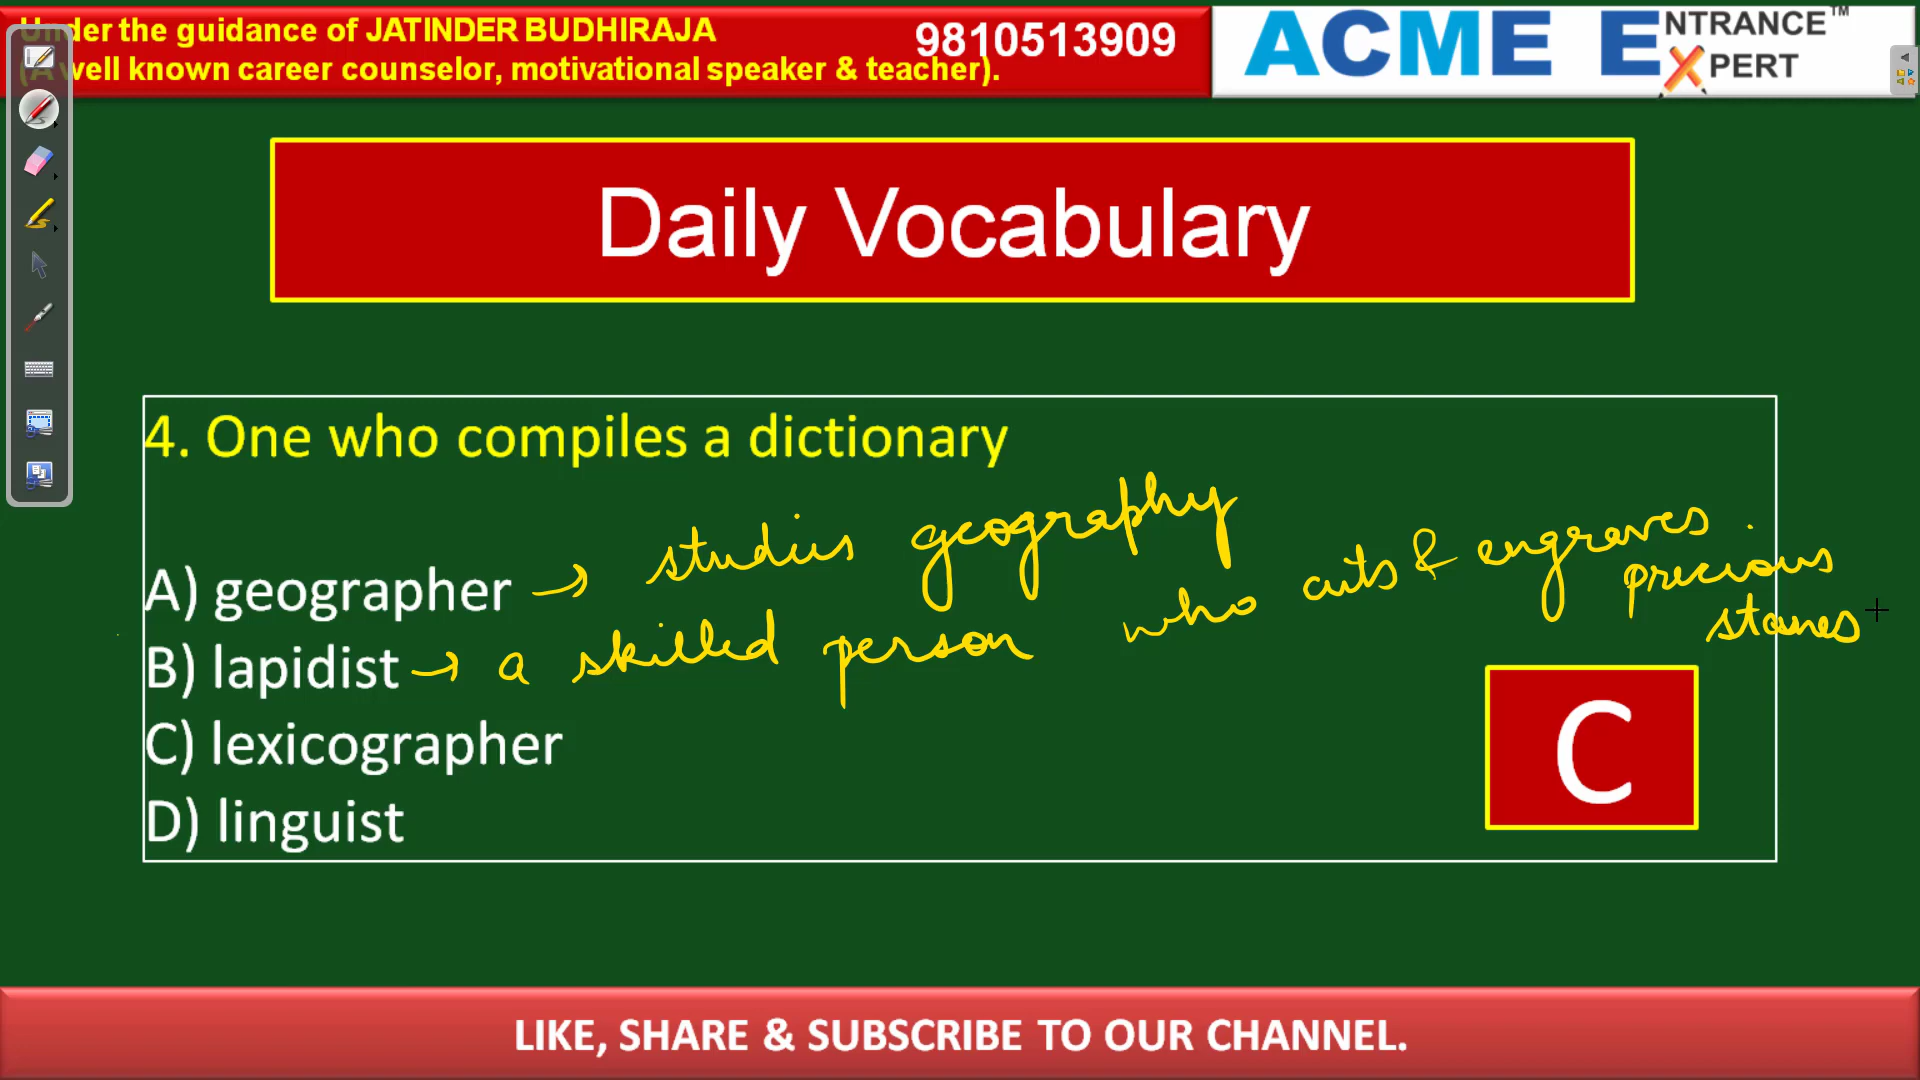 Under the guidance of JATINDER BUDHIRAJA
(A well known career counselor, motivational speaker & teacher).
9810513909
ACME ENTRANCE EXPERT™
Daily Vocabulary
4. One who compiles a dictionary
A) geographer → studies geography
B) lapidist → a skilled person who cuts & engraves precious stones
C) lexicographer
D) linguist
C
LIKE, SHARE & SUBSCRIBE TO OUR CHANNEL.